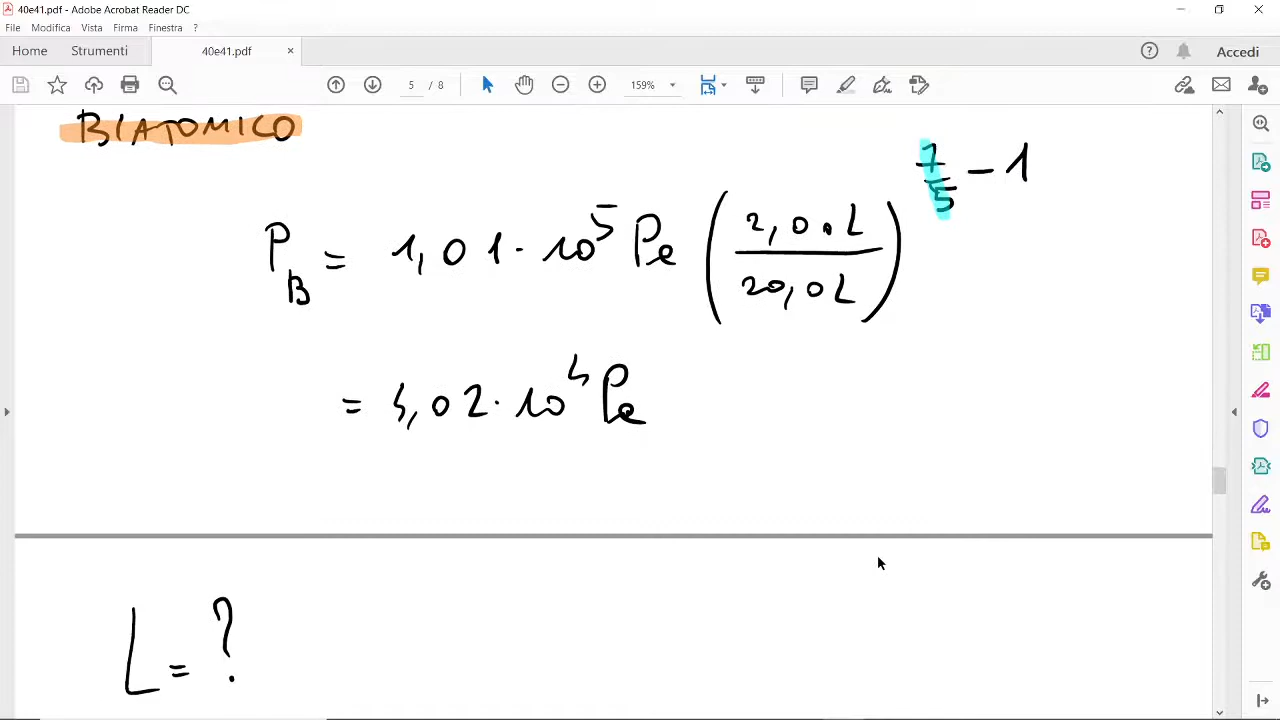 40e41.pdf - Adobe Acrobat Reader DC
File Modifica Vista Firma Finestra ?
Home Strumenti 40e41.pdf × Accedi
5 / 8 159%
BIATOMICO
P_B = 1,01 · 10^5 Pa (2,0.L / 20,0L)^(7/5 - 1)
= 4,02 · 10^4 Pa
L = ?